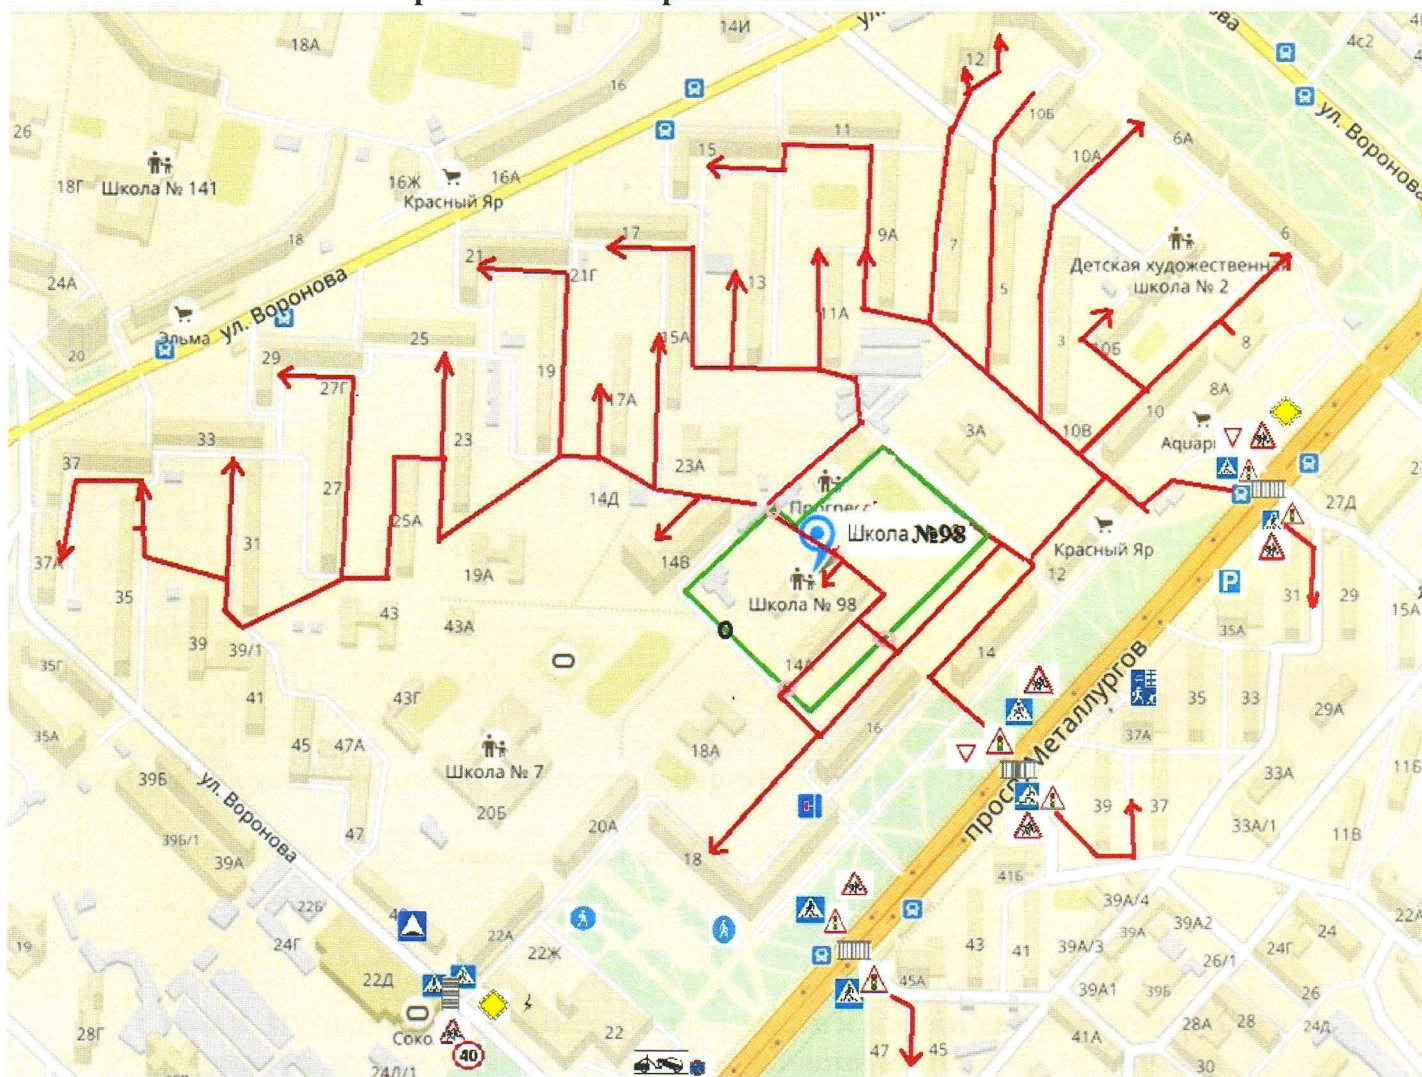 14И
ул.
ова
4с2
18А
12
16
10Б
ул. Воронова
26
11
6А
15
10А
Школа № 141
18Г
16Ж
16А
Красный Яр
17
9А
7
6
18
21
21Г
13
Детская художественная
школа № 2
24А
5
ул. Воронова
11А
Эльма
15А
3
10Б
8
20
29
25
27Г
19
17А
8А
10
33
23
3А
10В
Aquap
37
23А
27
14Д
Прогресс
27Д
25А
Школа №98
31
14В
Красный Яр
37А
19А
12
35
43
Школа № 98
31
29
15А
39
39/1
43А
35А
35Г
14А
14
41
43Г
35
33
29А
35А
45
47А
18А
16
37А
просп. Металлургов
Школа № 7
39Б
33А
11Б
ул. Воронова
20Б
39
37
39Б/1
47
20А
33А/1
11В
39А
18
41Б
22Б
39А/4
22А
24Г
22А
39А2
24
19
22Ж
43
41
39А/3
39А
24Г
26/1
22Д
45А
39А1
39Б
26
Соко
28Г
22
41А
28А
28
24Д
40
47
45
24Д/1
30